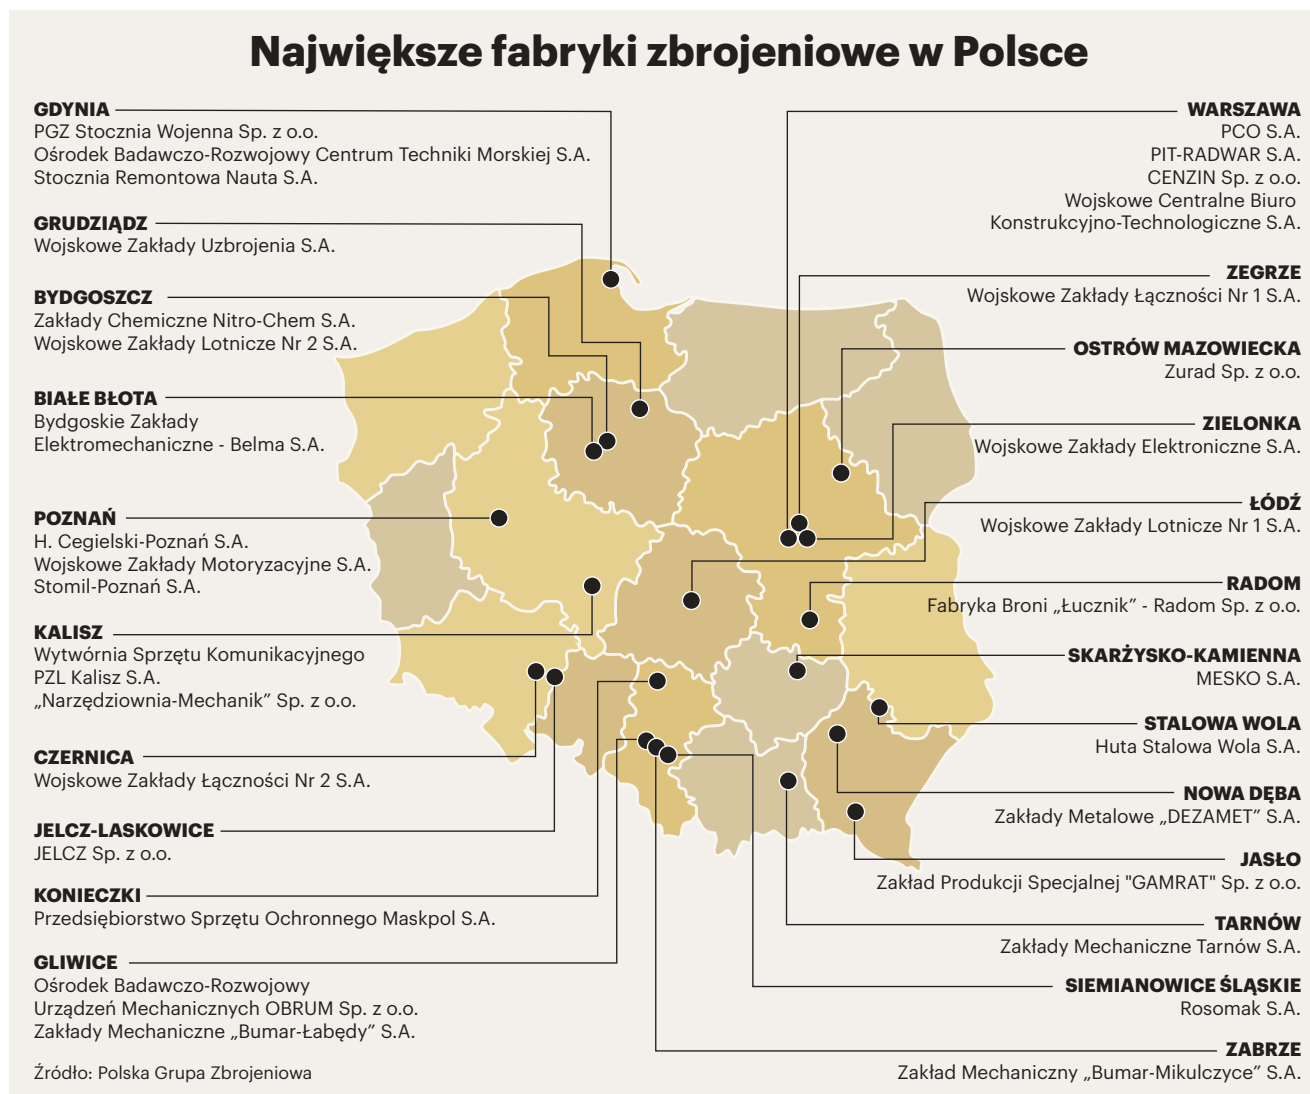 Największe fabryki zbrojeniowe w Polsce
GDYNIA
PGZ Stocznia Wojenna Sp. z o.o.
Ośrodek Badawczo-Rozwojowy Centrum Techniki Morskiej S.A.
Stocznia Remontowa Nauta S.A.
GRUDZIĄDZ
Wojskowe Zakłady Uzbrojenia S.A.
BYDGOSZCZ
Zakłady Chemiczne Nitro-Chem S.A.
Wojskowe Zakłady Lotnicze Nr 2 S.A.
BIAŁE BŁOTA
Bydgoskie Zakłady
Elektromechaniczne - Belma S.A.
POZNAŃ
H. Cegielski-Poznań S.A.
Wojskowe Zakłady Motoryzacyjne S.A.
Stomil-Poznań S.A.
KALISZ
Wytwórnia Sprzętu Komunikacyjnego
PZL Kalisz S.A.
„Narzędziownia-Mechanik” Sp. z o.o.
CZERNICA
Wojskowe Zakłady Łączności Nr 2 S.A.
JELCZ-LASKOWICE
JELCZ Sp. z o.o.
KONIECZKI
Przedsiębiorstwo Sprzętu Ochronnego Maskpol S.A.
GLIWICE
Ośrodek Badawczo-Rozwojowy
Urządzeń Mechanicznych OBRUM Sp. z o.o.
Zakłady Mechaniczne „Bumar-Łabędy” S.A.
Źródło: Polska Grupa Zbrojeniowa
WARSZAWA
PCO S.A.
PIT-RADWAR S.A.
CENZIN Sp. z o.o.
Wojskowe Centralne Biuro
Konstrukcyjno-Technologiczne S.A.
ZEGRZE
Wojskowe Zakłady Łączności Nr 1 S.A.
OSTRÓW MAZOWIECKA
Zurad Sp. z o.o.
ZIELONKA
Wojskowe Zakłady Elektroniczne S.A.
ŁÓDŹ
Wojskowe Zakłady Lotnicze Nr 1 S.A.
RADOM
Fabryka Broni „Łucznik” - Radom Sp. z o.o.
SKARŻYSKO-KAMIENNA
MESKO S.A.
STALOWA WOLA
Huta Stalowa Wola S.A.
NOWA DĘBA
Zakłady Metalowe „DEZAMET” S.A.
JASŁO
Zakład Produkcji Specjalnej "GAMRAT" Sp. z o.o.
TARNÓW
Zakłady Mechaniczne Tarnów S.A.
SIEMIANOWICE ŚLĄSKIE
Rosomak S.A.
ZABRZE
Zakład Mechaniczny „Bumar-Mikulczyce” S.A.